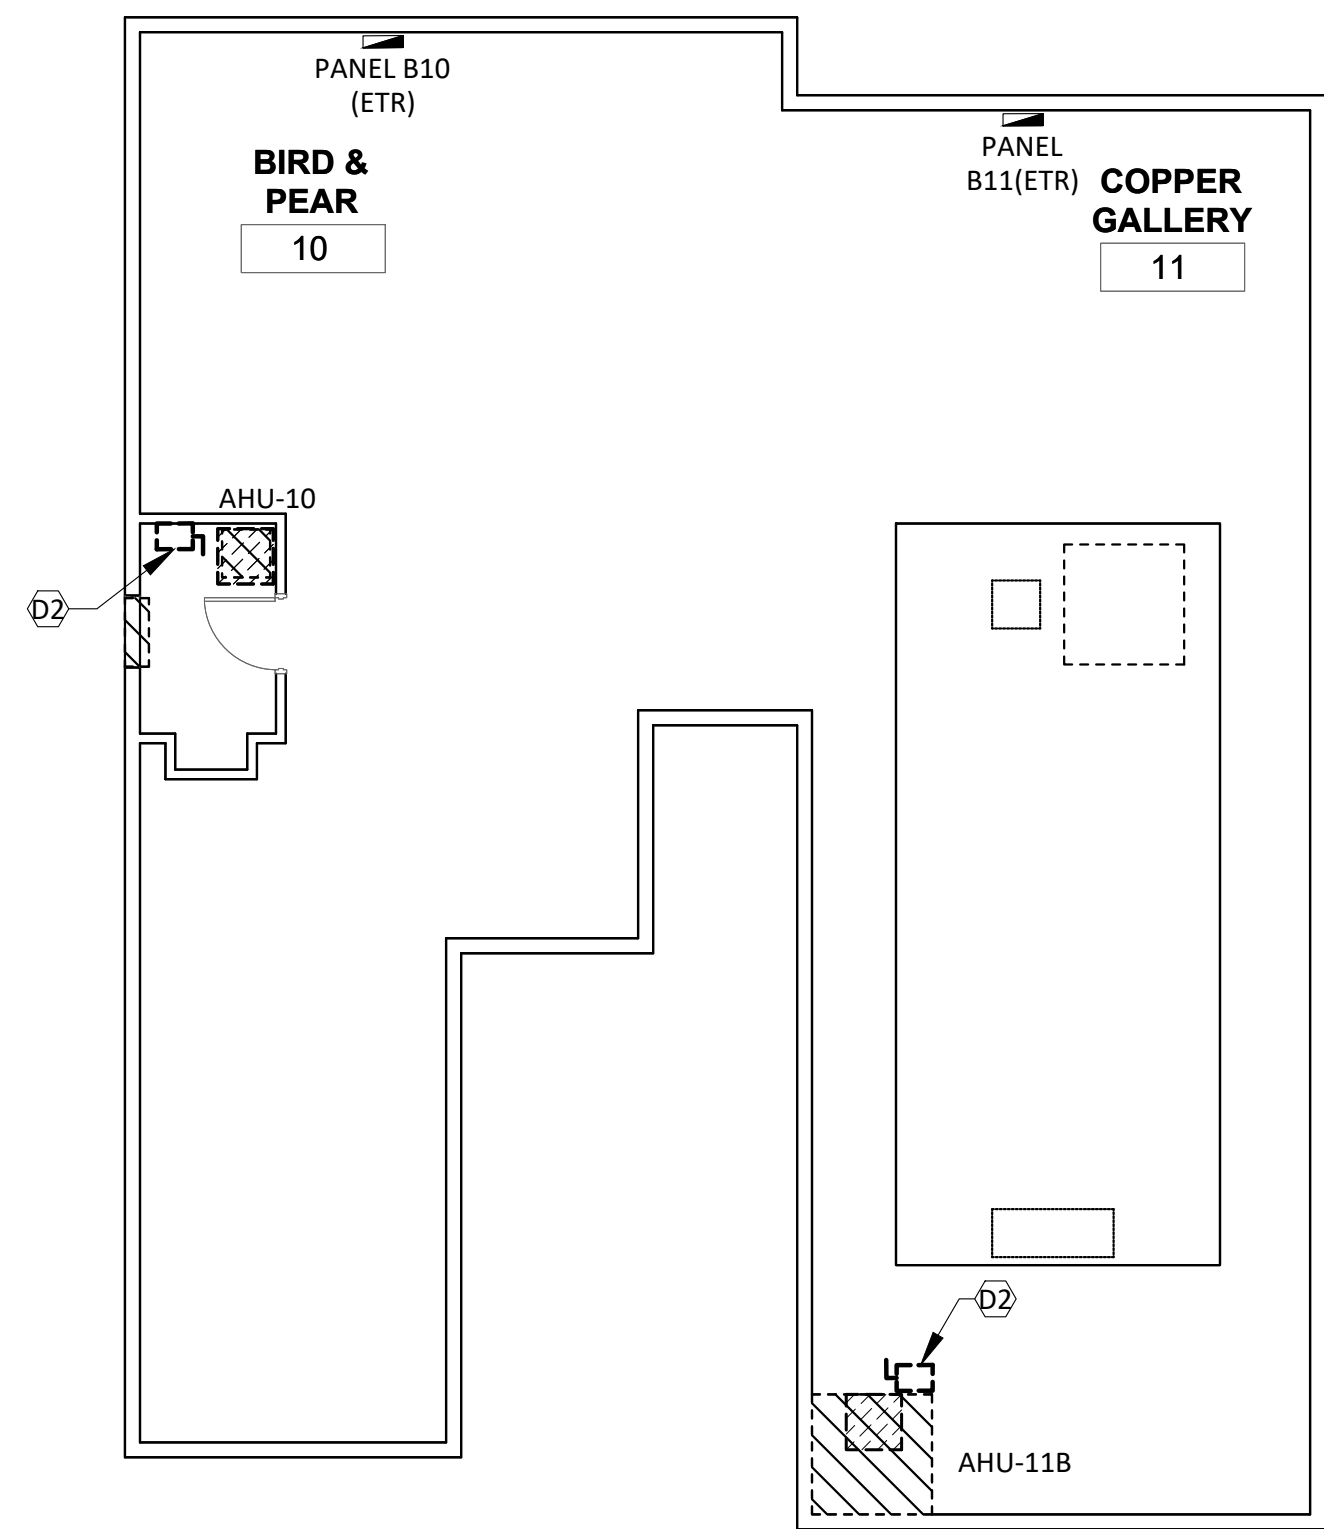 PANEL B10
(ETR)
PANEL
B11(ETR)
BIRD &
PEAR
10
COPPER
GALLERY
11
AHU-10
D2
D2
AHU-11B